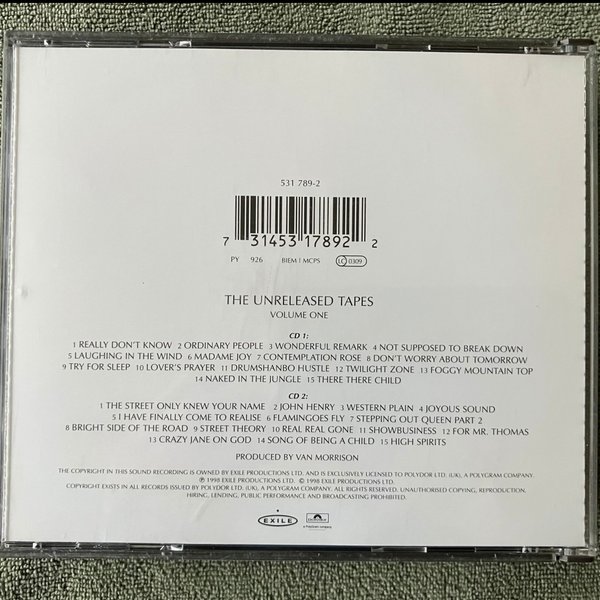 531 789-2
7 31453 17892 2
PY 926 BIEM I MCPS LC 0309
THE UNRELEASED TAPES
VOLUME ONE
CD 1:
1 REALLY DON'T KNOW 2 ORDINARY PEOPLE 3 WONDERFUL REMARK 4 NOT SUPPOSED TO BREAK DOWN
5 LAUGHING IN THE WIND 6 MADAME JOY 7 CONTEMPLATION ROSE 8 DON'T WORRY ABOUT TOMORROW
9 TRY FOR SLEEP 10 LOVER'S PRAYER 11 DRUMSHANBO HUSTLE 12 TWILIGHT ZONE 13 FOGGY MOUNTAIN TOP
14 NAKED IN THE JUNGLE 15 THERE THERE CHILD
CD 2:
1 THE STREET ONLY KNEW YOUR NAME 2 JOHN HENRY 3 WESTERN PLAIN 4 JOYOUS SOUND
5 I HAVE FINALLY COME TO REALISE 6 FLAMINGOES FLY 7 STEPPING OUT QUEEN PART 2
8 BRIGHT SIDE OF THE ROAD 9 STREET THEORY 10 REAL REAL GONE 11 SHOWBUSINESS 12 FOR MR. THOMAS
13 CRAZY JANE ON GOD 14 SONG OF BEING A CHILD 15 HIGH SPIRITS
PRODUCED BY VAN MORRISON
THE COPYRIGHT IN THIS SOUND RECORDING IS OWNED BY EXILE PRODUCTIONS LTD. AND IS EXCLUSIVELY LICENSED TO POLYDOR LTD. (UK), A POLYGRAM COMPANY.
℗ 1998 EXILE PRODUCTIONS LTD. © 1998 EXILE PRODUCTIONS LTD.
COPYRIGHT EXISTS IN ALL RECORDS ISSUED BY POLYDOR LTD. (UK), A POLYGRAM COMPANY. ALL RIGHTS RESERVED. UNAUTHORISED COPYING, REPRODUCTION,
HIRING, LENDING, PUBLIC PERFORMANCE AND BROADCASTING PROHIBITED.
EXILE
a PolyGram company